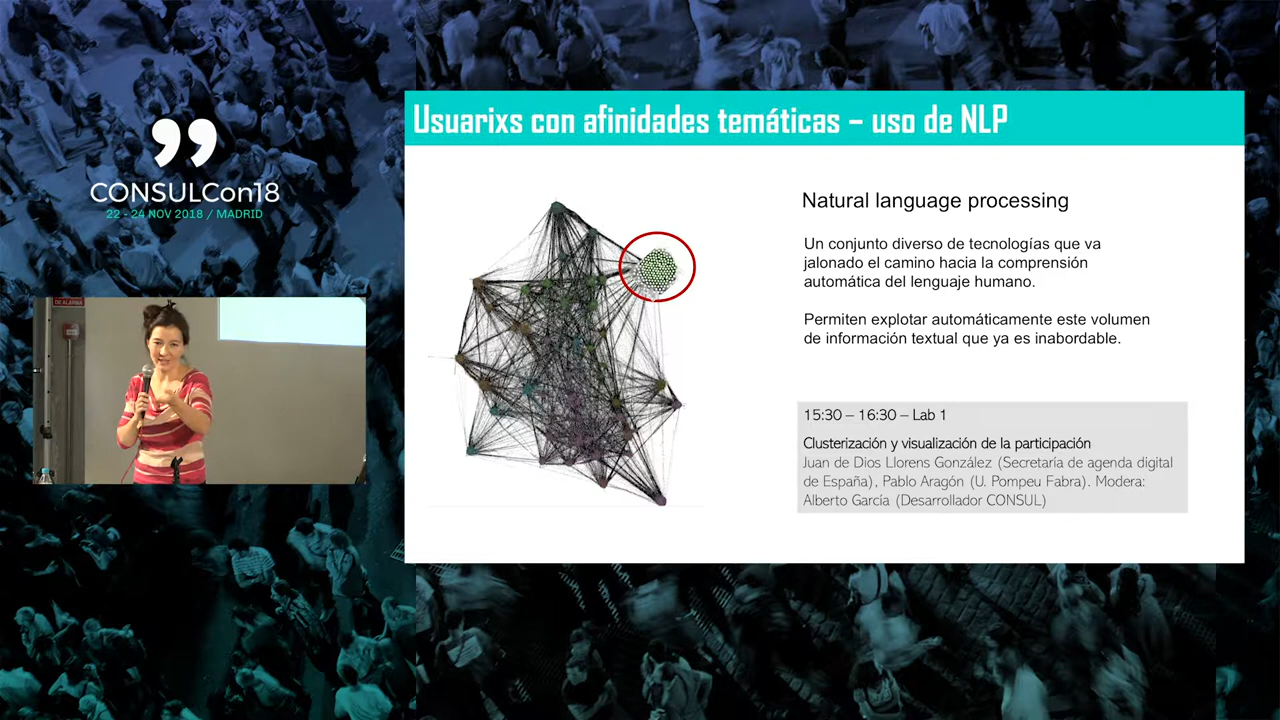 Usuarixs con afinidades temáticas – uso de NLP
CONSULCon18
22 - 24 NOV 2018 / MADRID
Natural language processing
Un conjunto diverso de tecnologías que va
jalonado el camino hacia la comprensión
automática del lenguaje humano.
Permiten explotar automáticamente este volumen
de información textual que ya es inabordable.
DE ALARMA
15:30 – 16:30 – Lab 1
Clusterización y visualización de la participación
Juan de Dios Llorens González (Secretaría de agenda digital
de España), Pablo Aragón (U. Pompeu Fabra). Modera:
Alberto García (Desarrollador CONSUL)